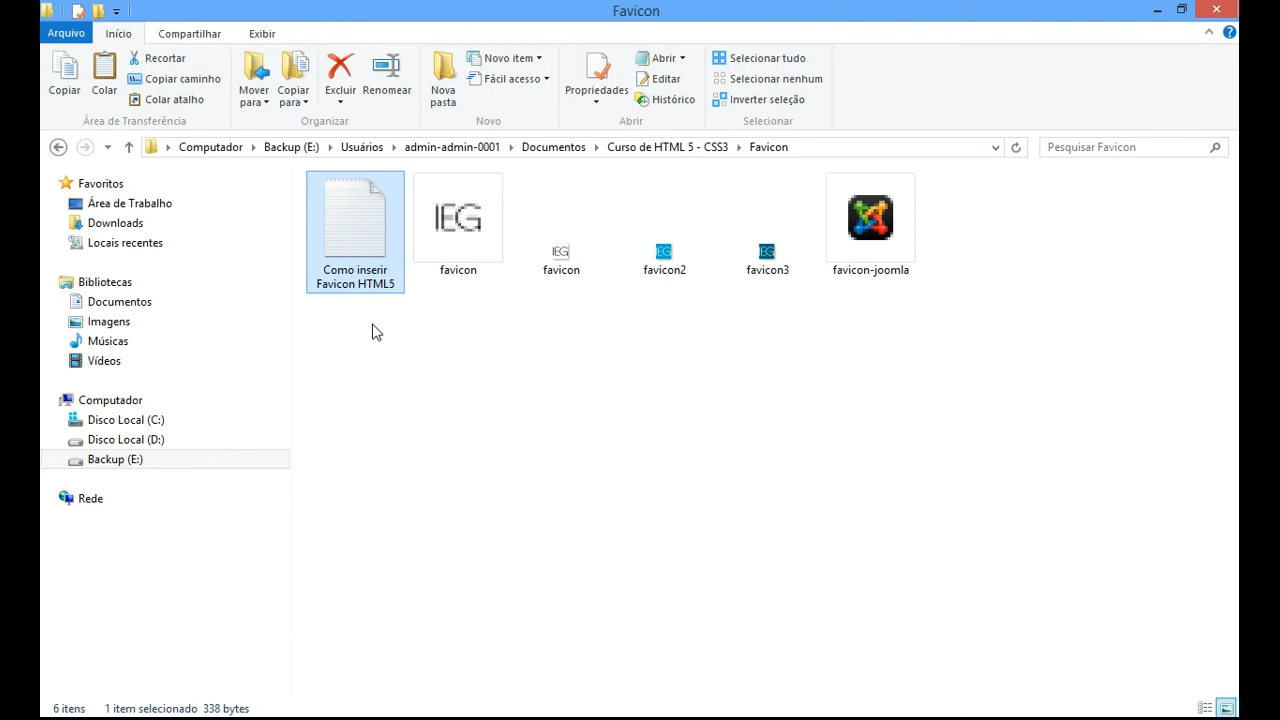 Favicon
Arquivo
Início
Compartilhar
Exibir
Copiar
Colar
Recortar
Copiar caminho
Colar atalho
Mover
para
Copiar
para
Excluir
Renomear
Nova
pasta
Novo item
Fácil acesso
Propriedades
Abrir
Editar
Histórico
Selecionar tudo
Selecionar nenhum
Inverter seleção
Área de Transferência
Organizar
Novo
Abrir
Selecionar
Computador
Backup (E:)
Usuários
admin-admin-0001
Documentos
Curso de HTML 5 - CSS3
Favicon
Pesquisar Favicon
Favoritos
Área de Trabalho
Downloads
Locais recentes
Bibliotecas
Documentos
Imagens
Músicas
Vídeos
Computador
Disco Local (C:)
Disco Local (D:)
Backup (E:)
Rede
Como inserir
Favicon HTML5
IEG
favicon
IEG
favicon
IEG
favicon2
IEG
favicon3
favicon-joomla
6 itens
1 item selecionado 338 bytes